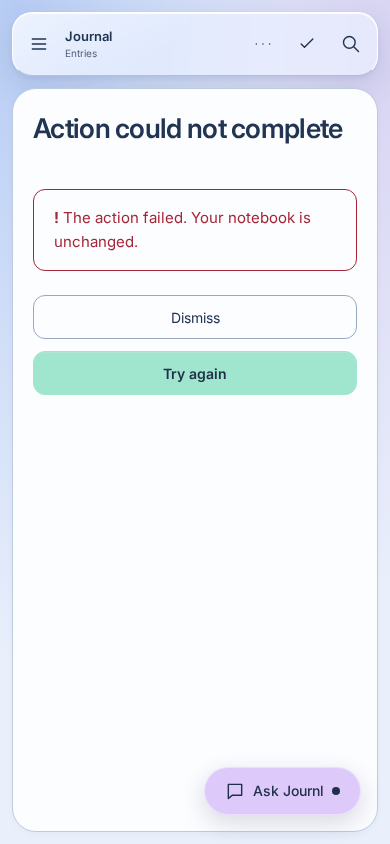 Journal
Entries
Action could not complete
! The action failed. Your notebook is
unchanged.
Dismiss
Try again
Ask Journl